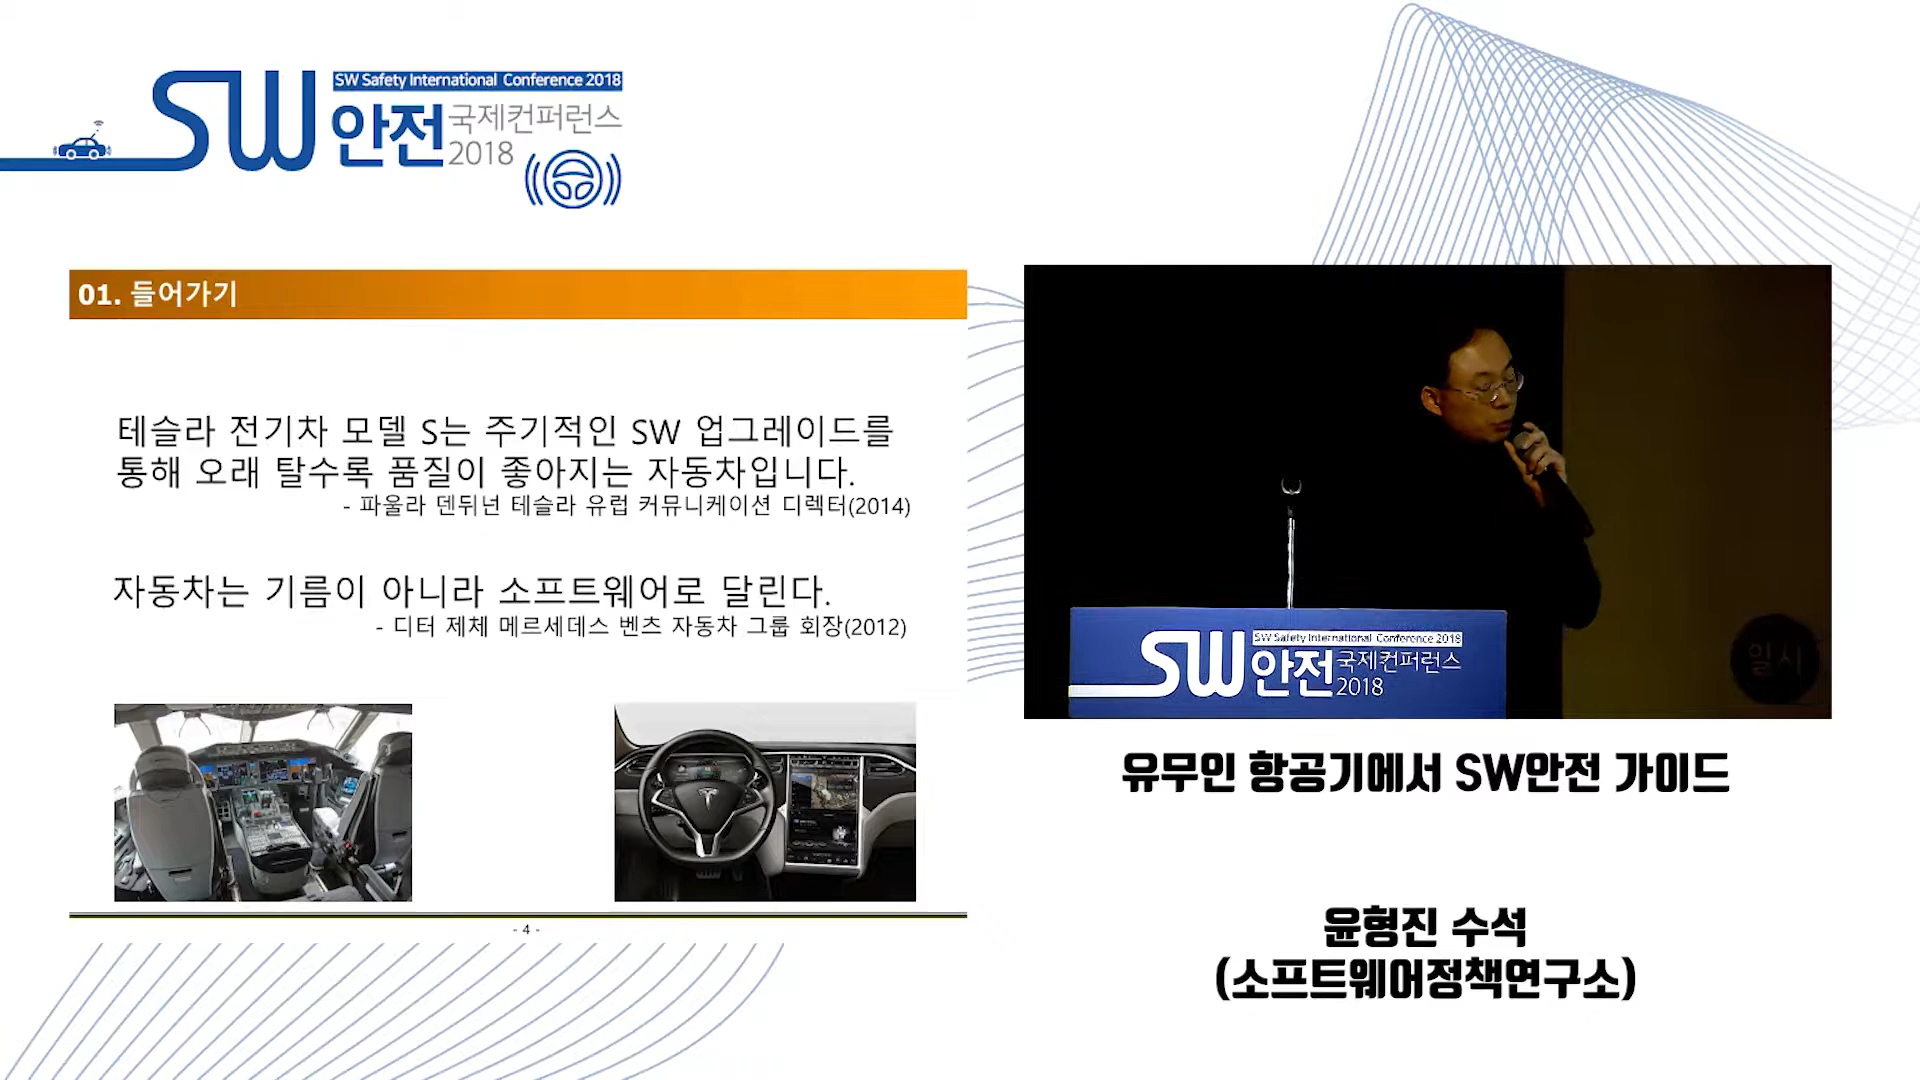 SW
SW Safety International Conference 2018
안전
국제컨퍼런스
2018
01. 들어가기
테슬라 전기차 모델 S는 주기적인 SW 업그레이드를
통해 오래 탈수록 품질이 좋아지는 자동차입니다.
- 파울라 덴뒤넌 테슬라 유럽 커뮤니케이션 디렉터(2014)
자동차는 기름이 아니라 소프트웨어로 달린다.
- 디터 제체 메르세데스 벤츠 자동차 그룹 회장(2012)
- 4 -
SW
SW Safety International Conference 2018
안전
국제컨퍼런스
2018
일시
유무인 항공기에서 SW안전 가이드
윤형진 수석
(소프트웨어정책연구소)